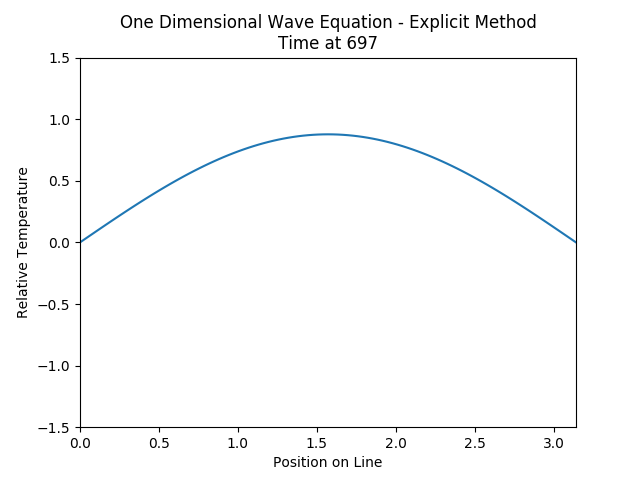 One Dimensional Wave Equation - Explicit Method
Time at 697
1.5
1.0
0.5
0.0
−0.5
−1.0
−1.5
Relative Temperature
0.0 0.5 1.0 1.5 2.0 2.5 3.0
Position on Line